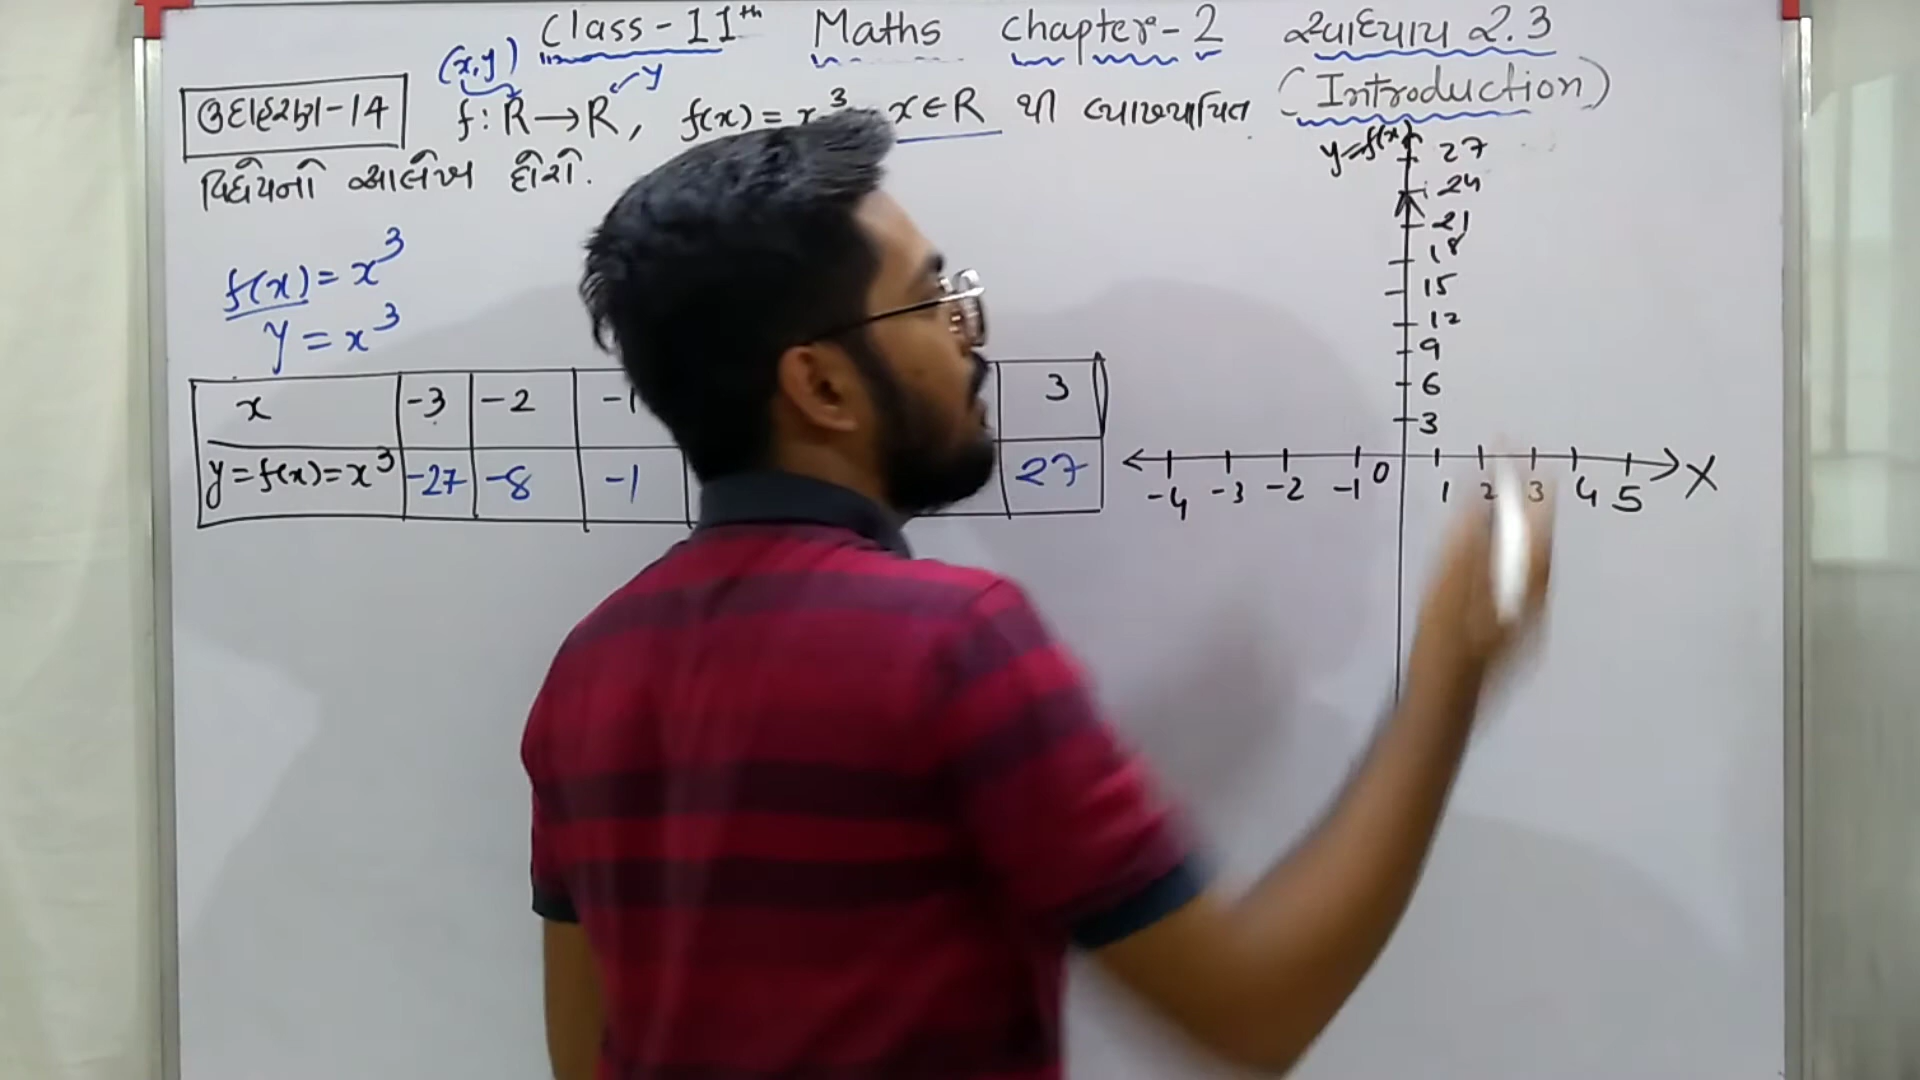 Class-11th Maths Chapter-2 સ્વાધ્યાય 2.3
(x,y) y (Introduction)
ઉદાહરણ-14 f: R→R, f(x) = x³ x∈R થી વ્યાખ્યાયિત
વિધેયનો આલેખ દોરો.
f(x) = x³
y = x³
x -3 -2 -1 3
y=f(x)=x³ -27 -8 -1 27
y=f(x) 27
24
21
18
15
12
9
6
3
-4 -3 -2 -1 0 1 2 3 4 5 X